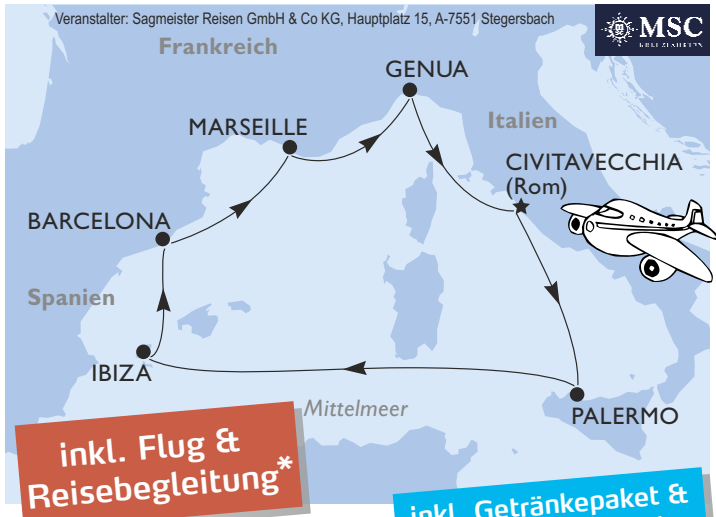 Veranstalter: Sagmeister Reisen GmbH & Co KG, Hauptplatz 15, A-7551 Stegersbach
MSC
KREUZFAHRTEN
Frankreich
GENUA
MARSEILLE
Italien
CIVITAVECCHIA
(Rom)
BARCELONA
Spanien
IBIZA
Mittelmeer
PALERMO
inkl. Flug &
Reisebegleitung*
inkl. Getränkepaket &